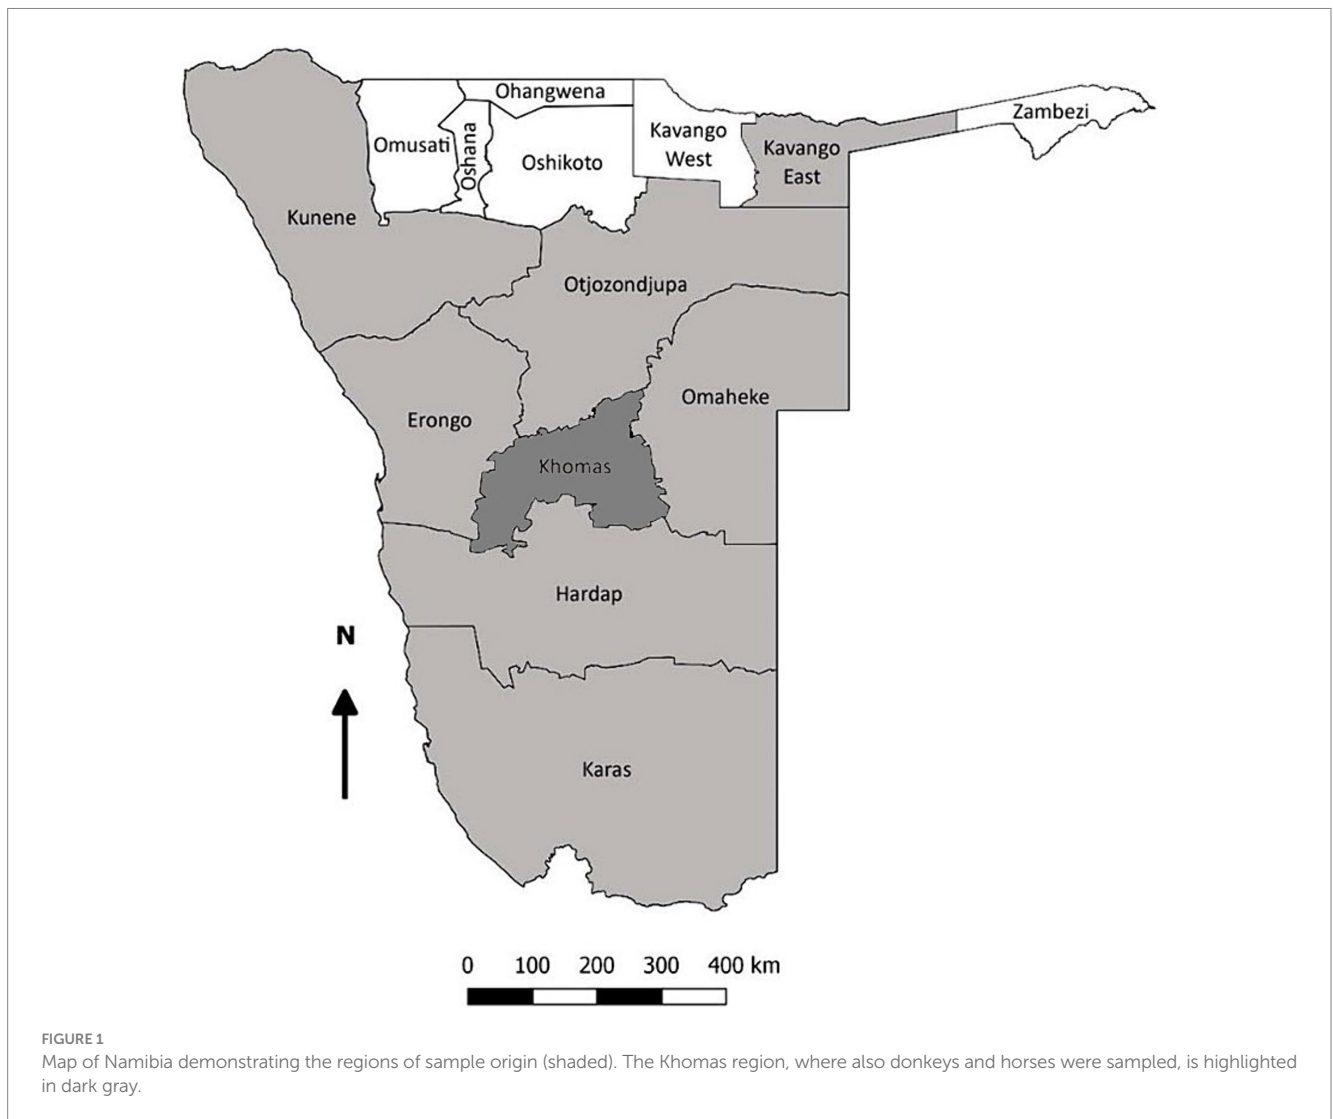 Ohangwena
Zambezi
Omusati
Oshana
Oshikoto
Kavango
West
Kavango
East
Kunene
Otjozondjupa
Omaheke
Erongo
Khomas
Hardap
N
Karas
0 100 200 300 400 km
FIGURE 1
Map of Namibia demonstrating the regions of sample origin (shaded). The Khomas region, where also donkeys and horses were sampled, is highlighted
in dark gray.